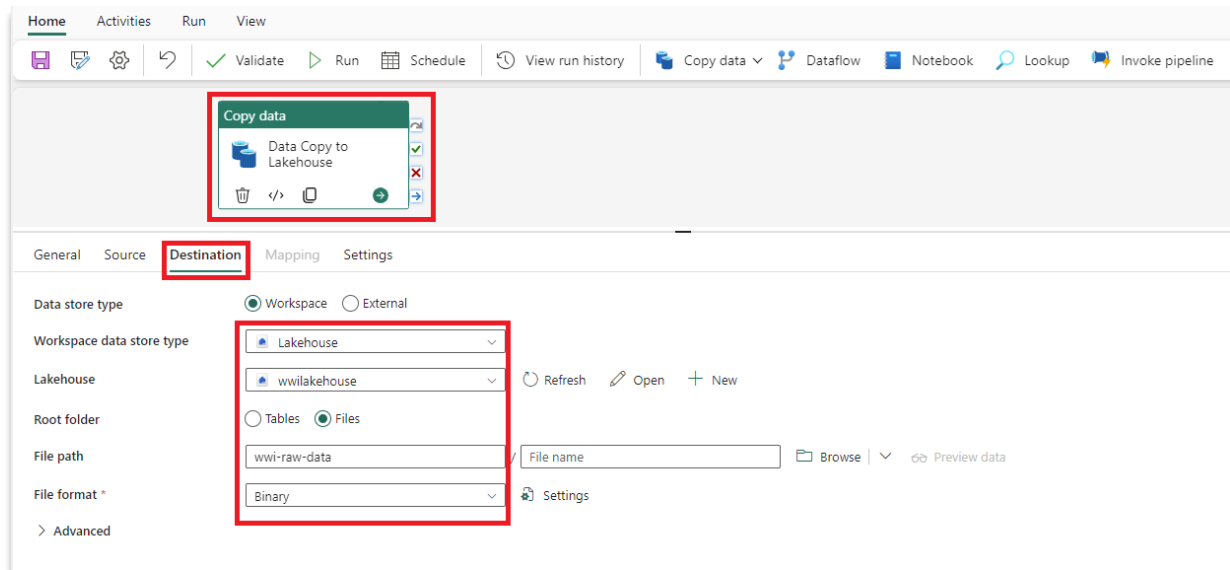 Home Activities Run View
Validate Run Schedule View run history Copy data Dataflow Notebook Lookup Invoke pipeline
Copy data
Data Copy to
Lakehouse
General Source Destination Mapping Settings
Data store type Workspace External
Workspace data store type Lakehouse
Lakehouse wwilakehouse Refresh Open New
Root folder Tables Files
File path wwi-raw-data / File name Browse Preview data
File format * Binary Settings
Advanced